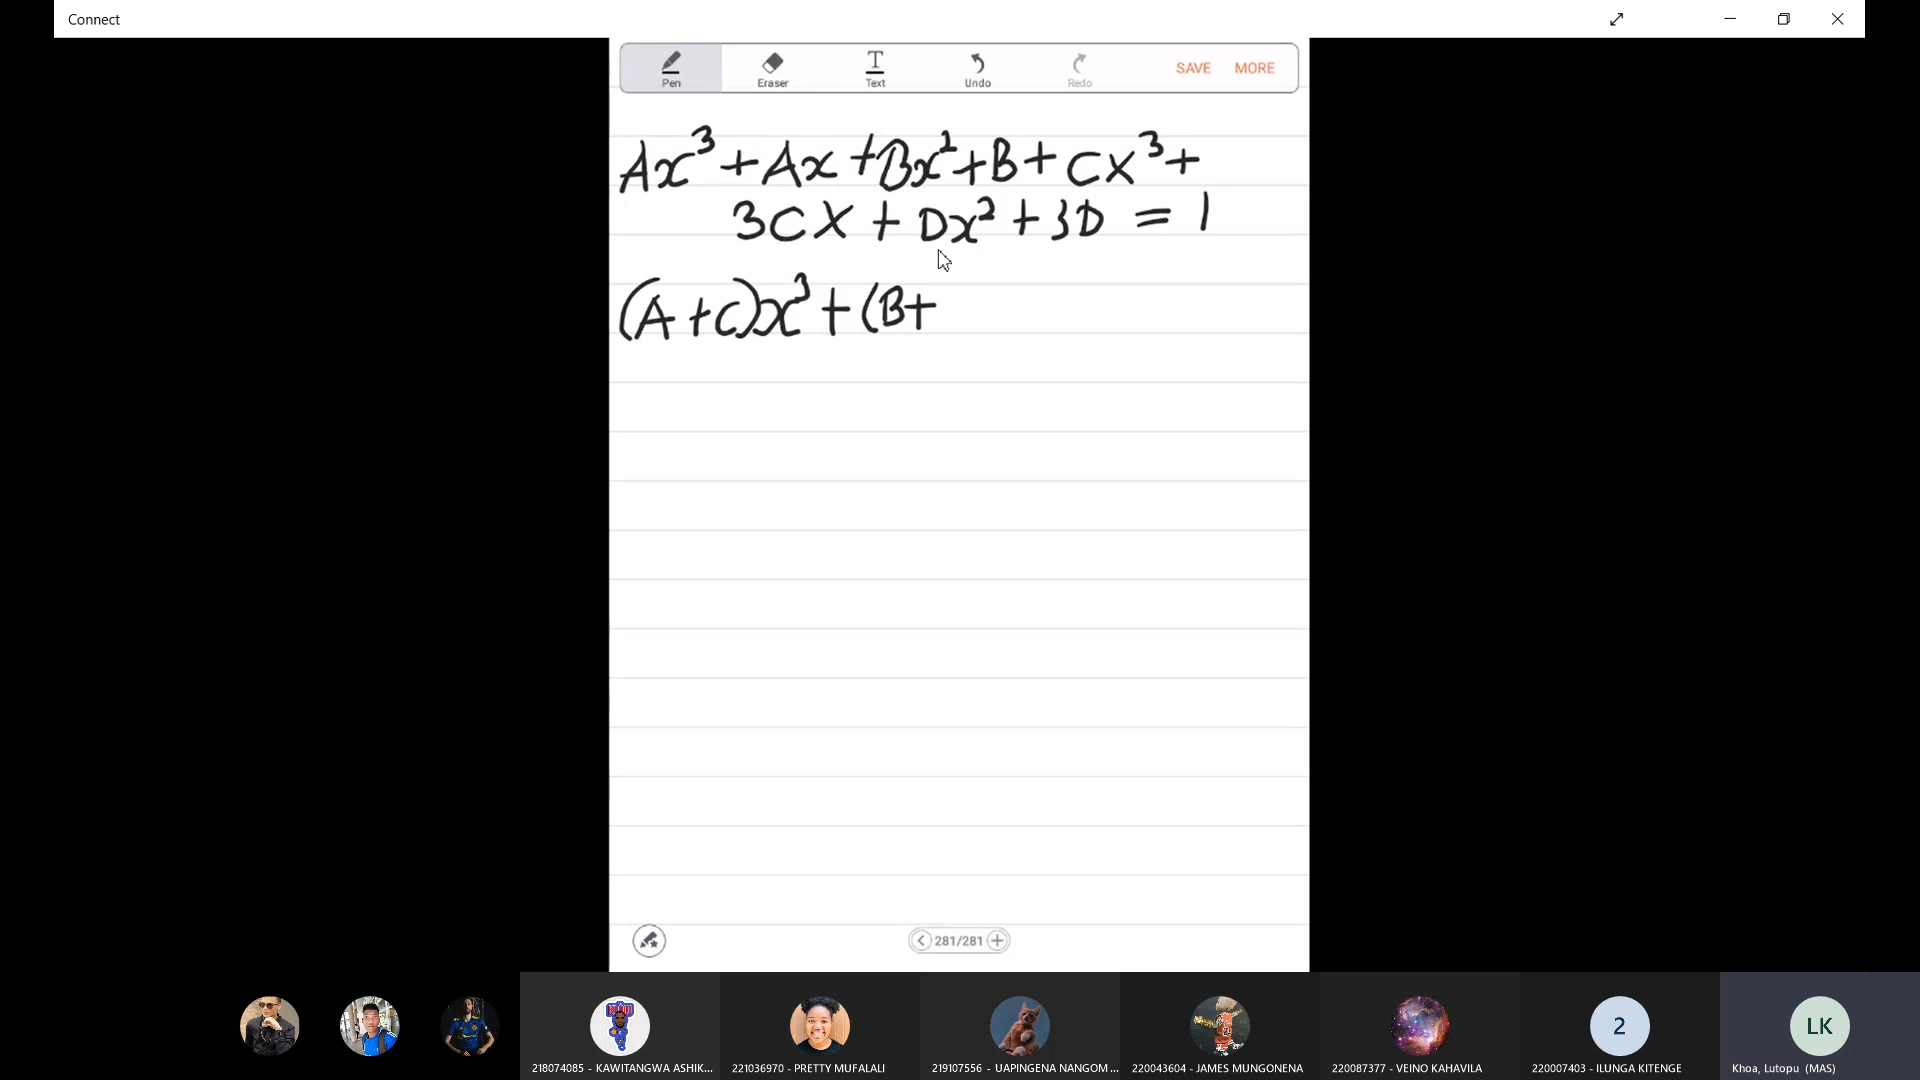 Connect
Pen
Eraser
T
Text
Undo
Redo
SAVE
MORE
Ax³ + Ax + Bx² + B + CX³ +
3CX + Dx² + 3D = 1
(A + C)x³ + (B+
281/281
218074085 - KAWITANGWA ASHIK...
221036970 - PRETTY MUFALALI
219107556 - UAPINGENA NANGOM ...
220043604 - JAMES MUNGONENA
220087377 - VEINO KAHAVILA
2
220007403 - ILUNGA KITENGE
LK
Khoa, Lutopu (MAS)